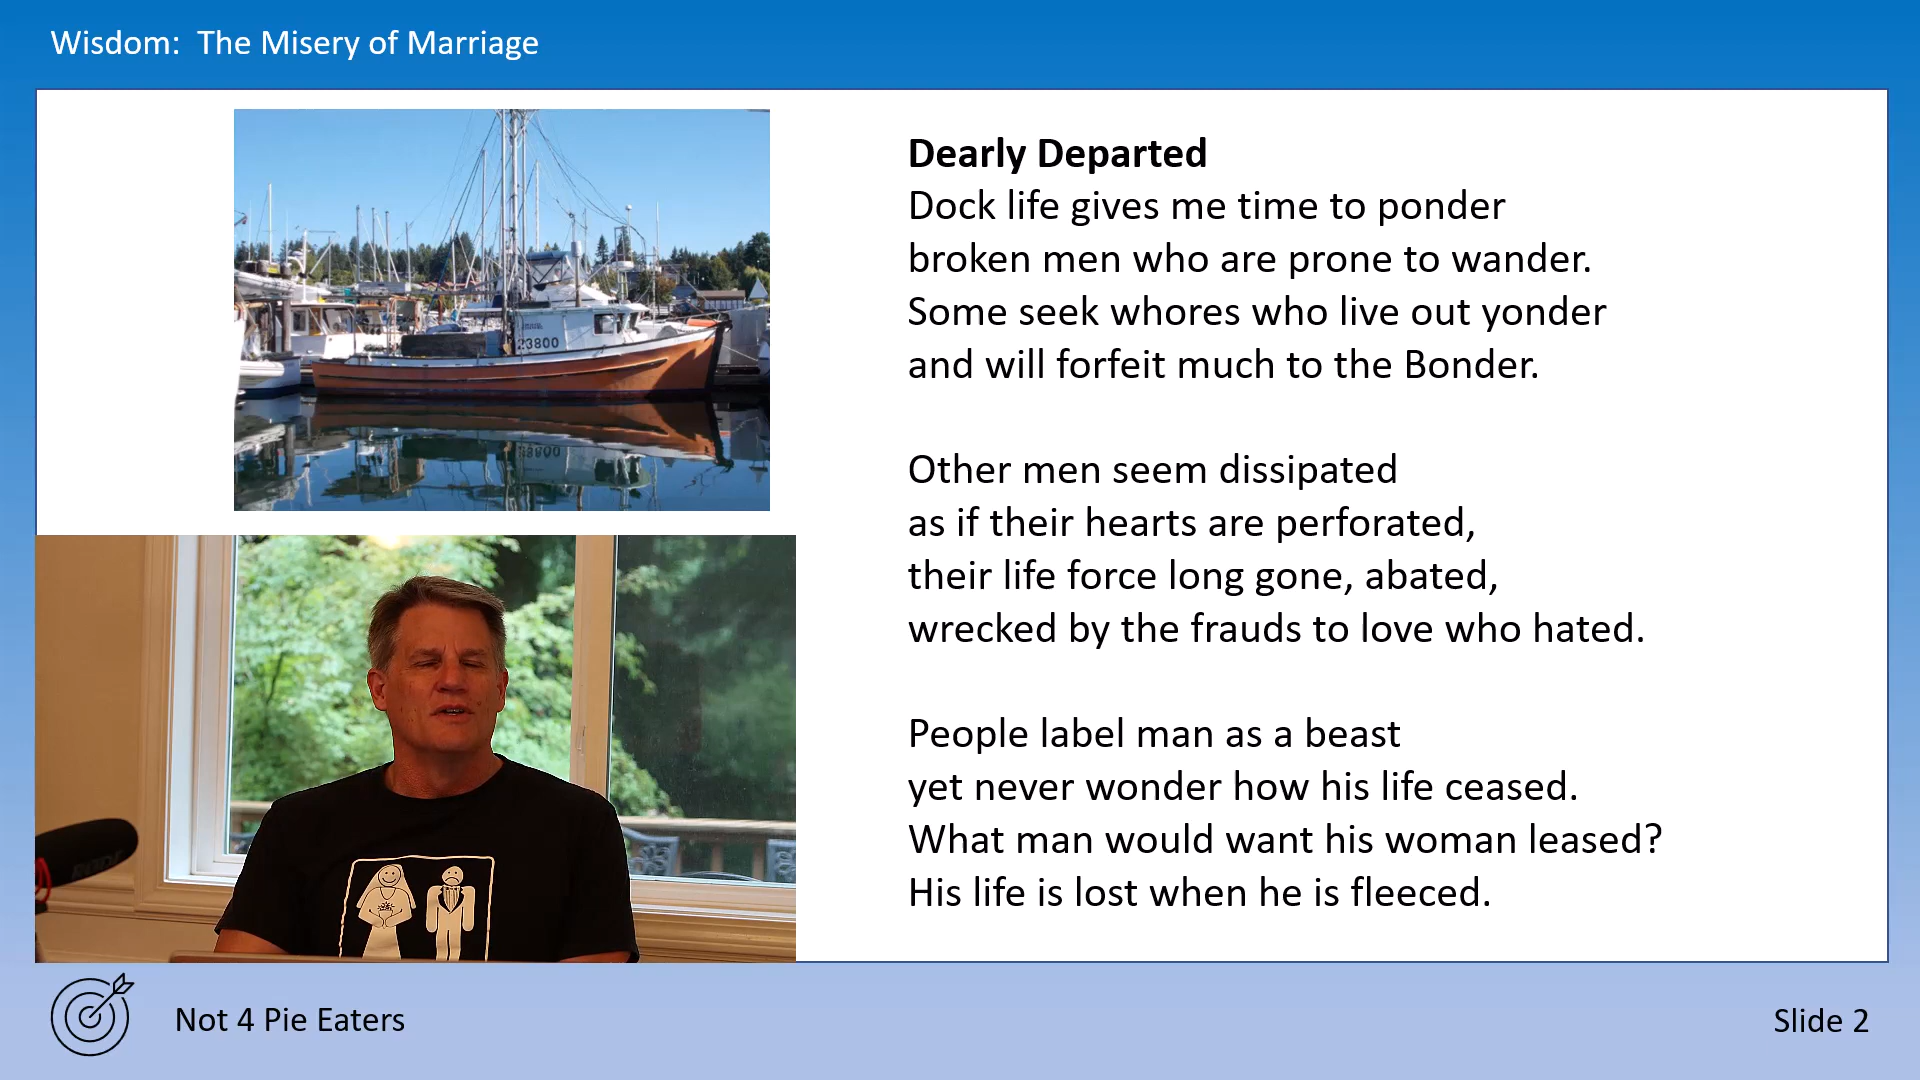 Wisdom:  The Misery of Marriage
23800
23800
RODE
Dearly Departed
Dock life gives me time to ponder
broken men who are prone to wander.
Some seek whores who live out yonder
and will forfeit much to the Bonder.
Other men seem dissipated
as if their hearts are perforated,
their life force long gone, abated,
wrecked by the frauds to love who hated.
People label man as a beast
yet never wonder how his life ceased.
What man would want his woman leased?
His life is lost when he is fleeced.
Not 4 Pie Eaters
Slide 2